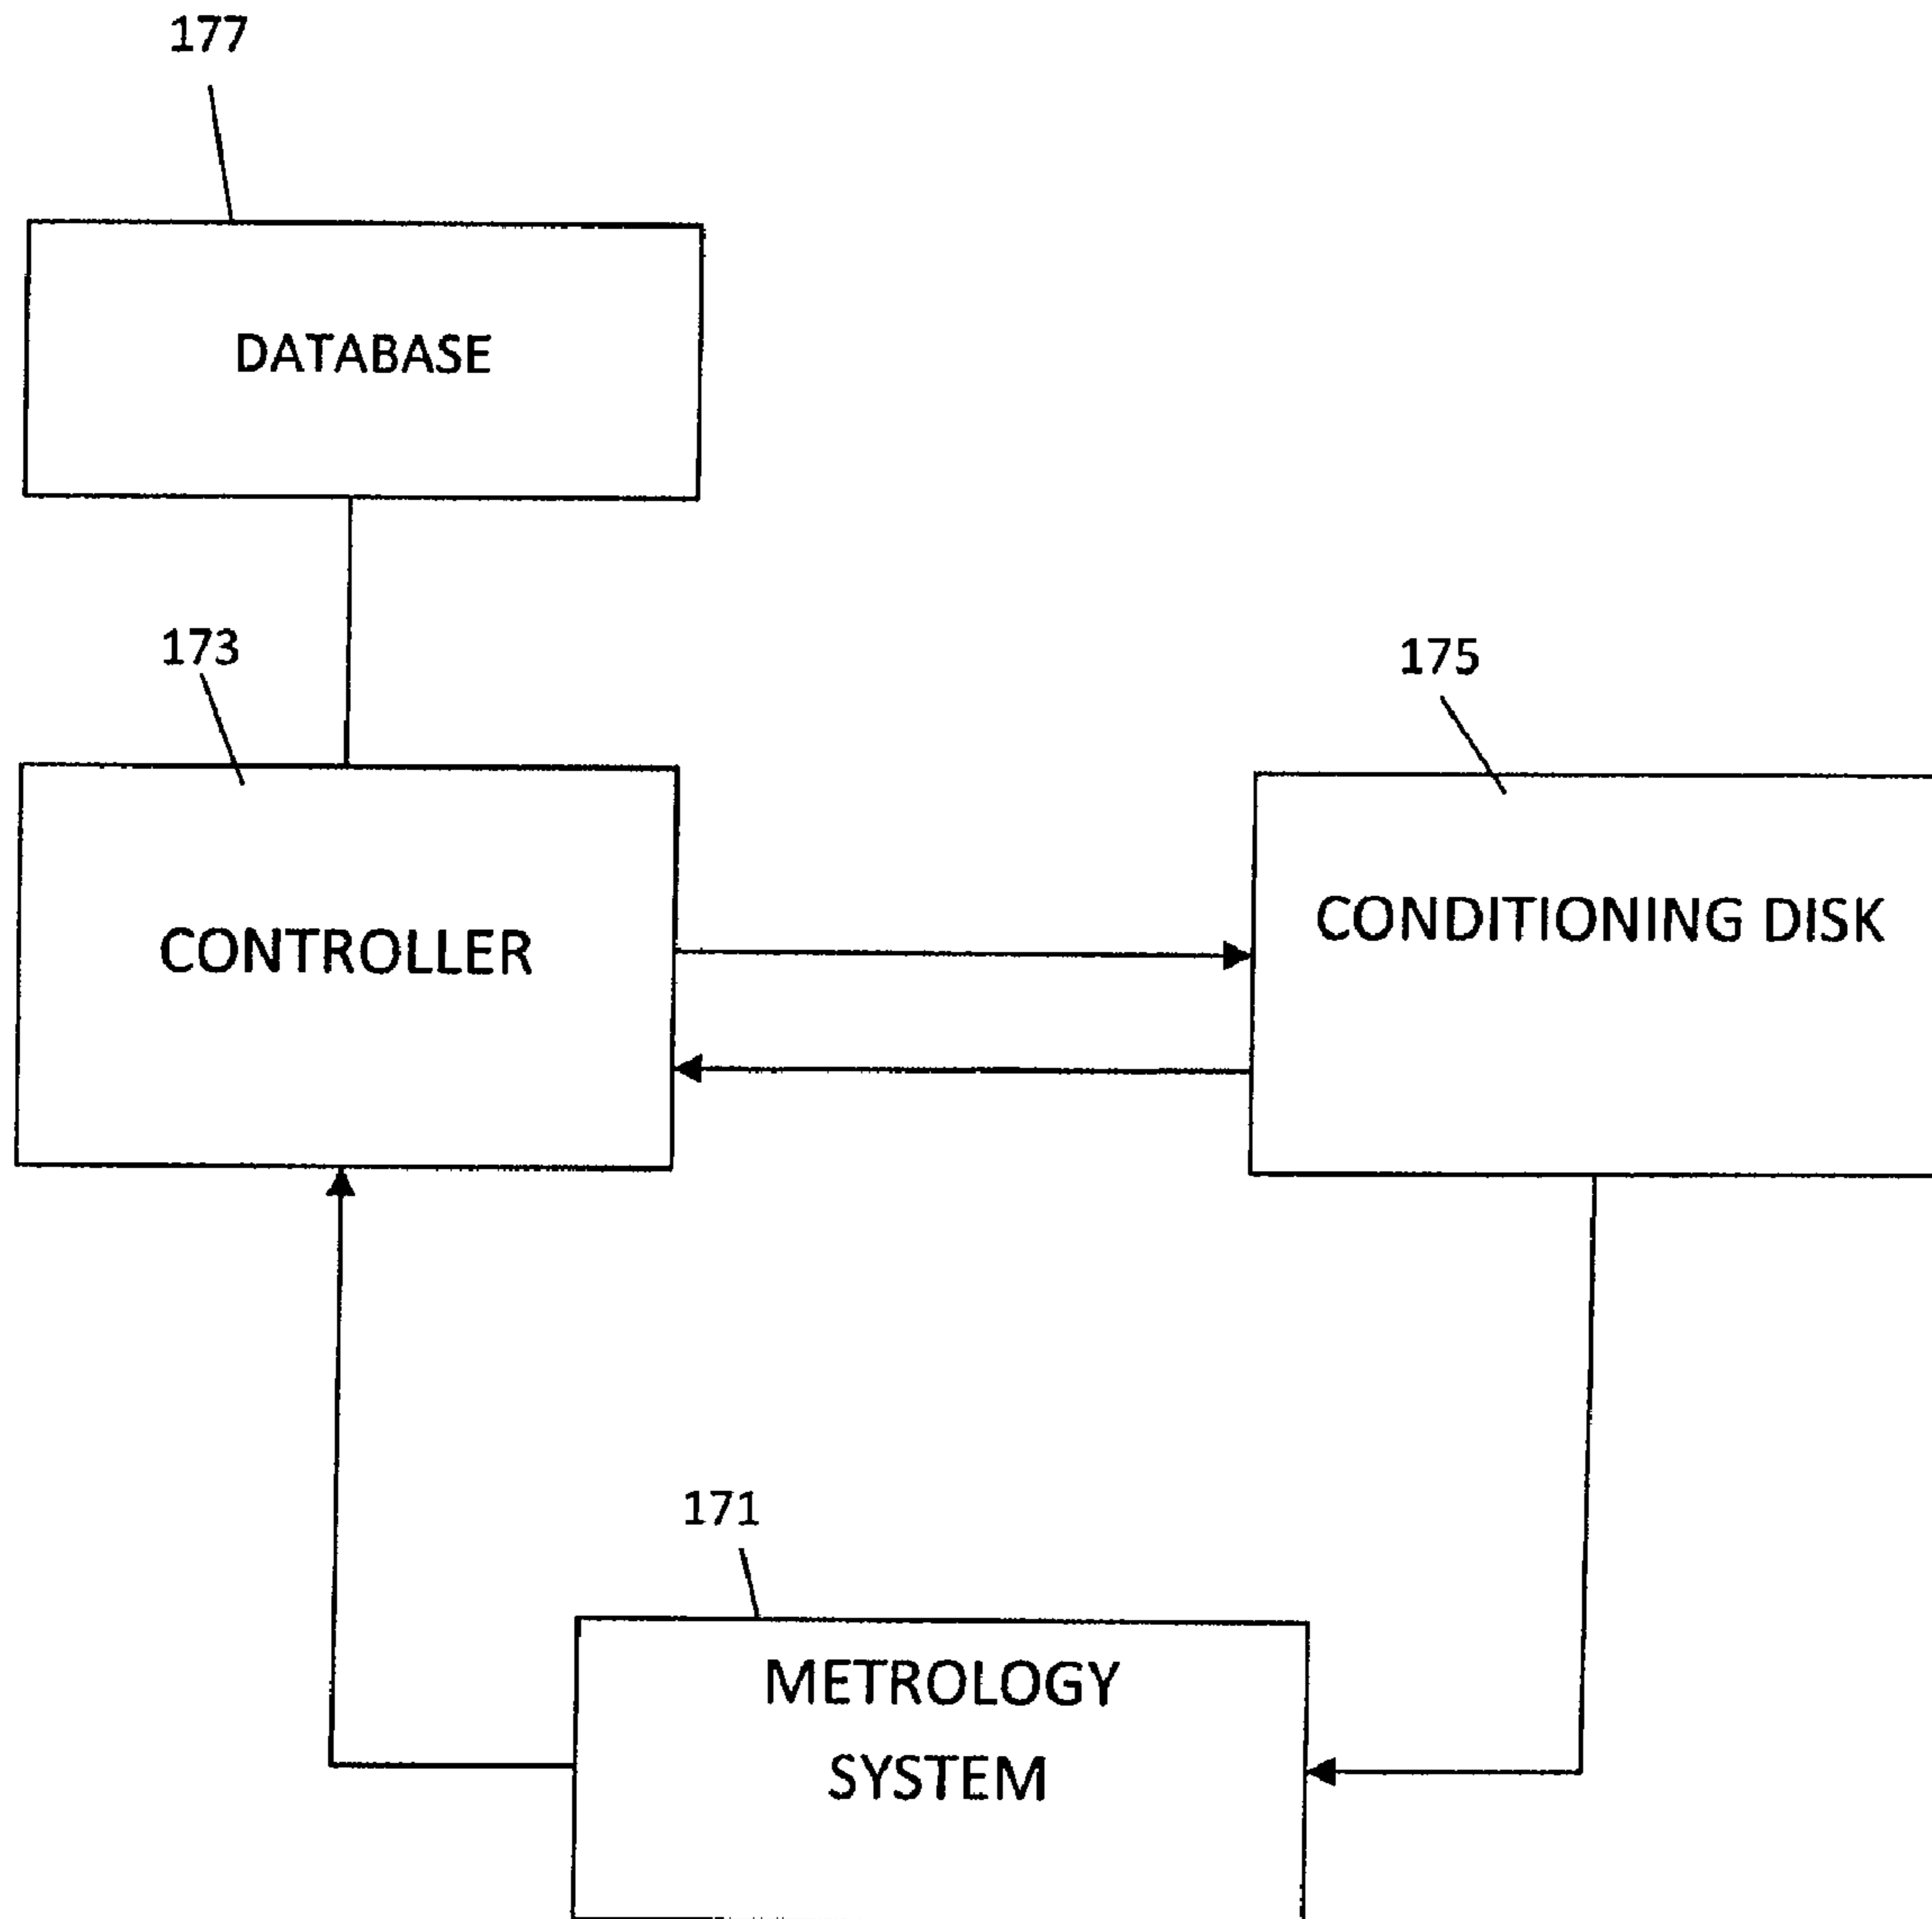 177
DATABASE
173
175
CONTROLLER
CONDITIONING DISK
171
METROLOGY
SYSTEM